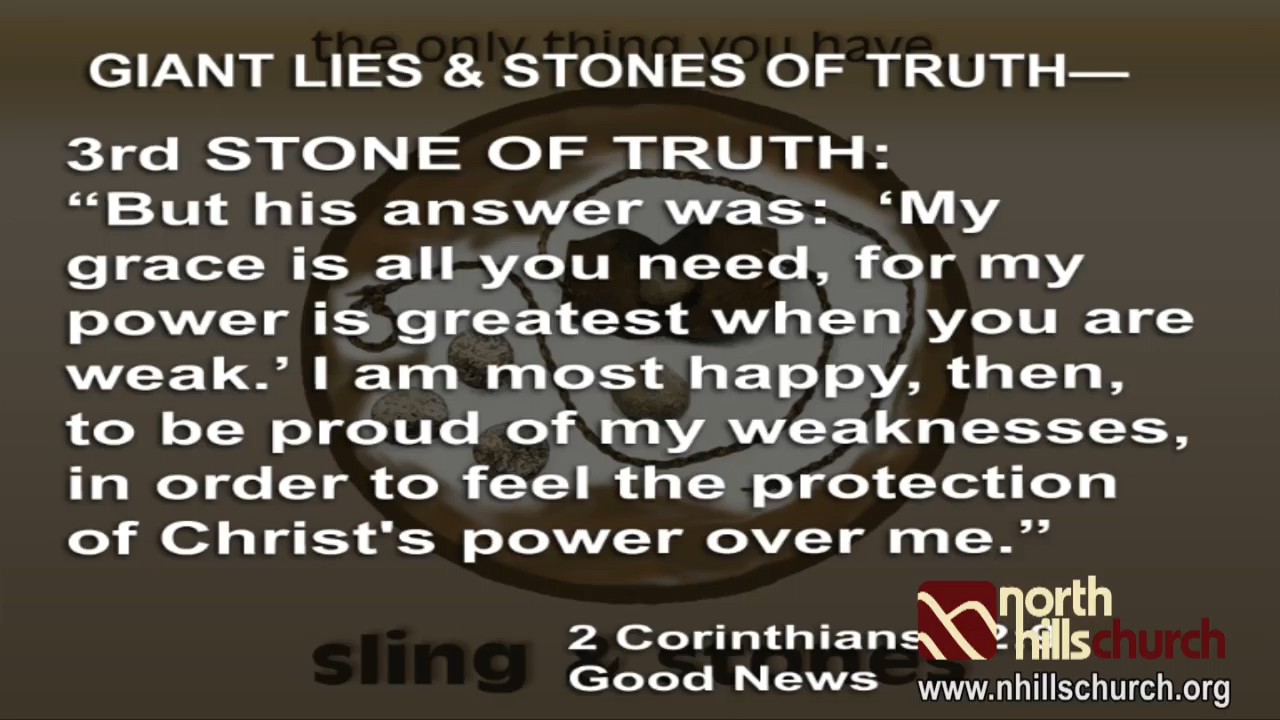 the only thing you have
GIANT LIES & STONES OF TRUTH—
3rd STONE OF TRUTH:
“But his answer was:  ‘My
grace is all you need, for my
power is greatest when you are
weak.’ I am most happy, then,
to be proud of my weaknesses,
in order to feel the protection
of Christ's power over me.”
2 Corinthians
Good News
sling & stones
north
hillschurch
www.nhillschurch.org